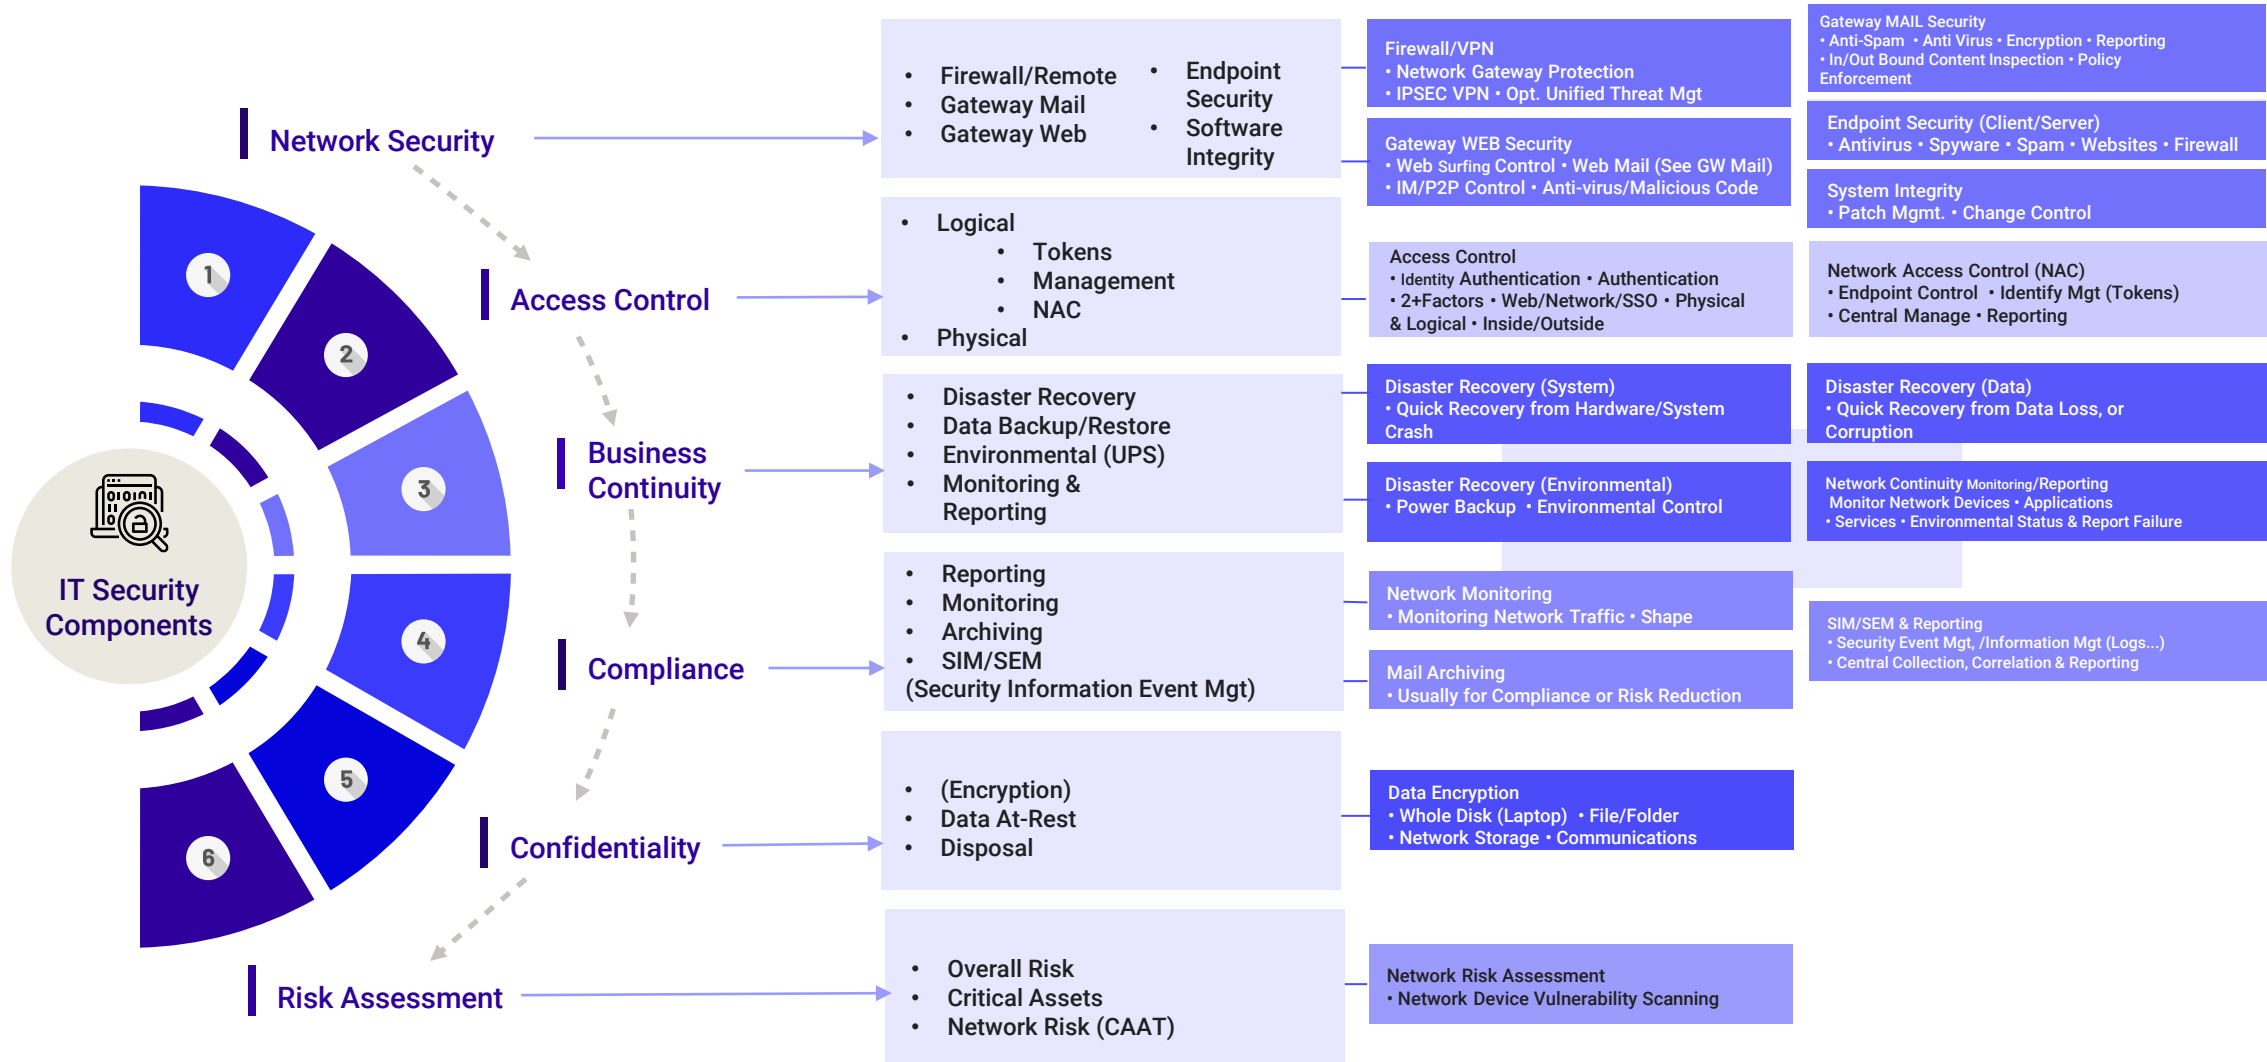 1
2
3
4
5
6
IT Security
Components
Network Security
• Firewall/Remote
• Gateway Mail
• Gateway Web
• Endpoint
Security
• Software
Integrity
Firewall/VPN
• Network Gateway Protection
• IPSEC VPN • Opt. Unified Threat Mgt
Gateway WEB Security
• Web Surfing Control • Web Mail (See GW Mail)
• IM/P2P Control • Anti-virus/Malicious Code
Gateway MAIL Security
• Anti-Spam • Anti Virus • Encryption • Reporting
• In/Out Bound Content Inspection • Policy
Enforcement
Endpoint Security (Client/Server)
• Antivirus • Spyware • Spam • Websites • Firewall
System Integrity
• Patch Mgmt. • Change Control
Access Control
• Logical
• Tokens
• Management
• NAC
• Physical
Access Control
• Identity Authentication • Authentication
• 2+Factors • Web/Network/SSO • Physical
& Logical • Inside/Outside
Network Access Control (NAC)
• Endpoint Control • Identify Mgt (Tokens)
• Central Manage • Reporting
Business
Continuity
• Disaster Recovery
• Data Backup/Restore
• Environmental (UPS)
• Monitoring &
Reporting
Disaster Recovery (System)
• Quick Recovery from Hardware/System
Crash
Disaster Recovery (Data)
• Quick Recovery from Data Loss, or
Corruption
Disaster Recovery (Environmental)
• Power Backup • Environmental Control
Network Continuity Monitoring/Reporting
Monitor Network Devices • Applications
• Services • Environmental Status & Report Failure
Compliance
• Reporting
• Monitoring
• Archiving
• SIM/SEM
(Security Information Event Mgt)
Network Monitoring
• Monitoring Network Traffic • Shape
Mail Archiving
• Usually for Compliance or Risk Reduction
SIM/SEM & Reporting
• Security Event Mgt, /Information Mgt (Logs...)
• Central Collection, Correlation & Reporting
Confidentiality
• (Encryption)
• Data At-Rest
• Disposal
Data Encryption
• Whole Disk (Laptop) • File/Folder
• Network Storage • Communications
Risk Assessment
• Overall Risk
• Critical Assets
• Network Risk (CAAT)
Network Risk Assessment
• Network Device Vulnerability Scanning